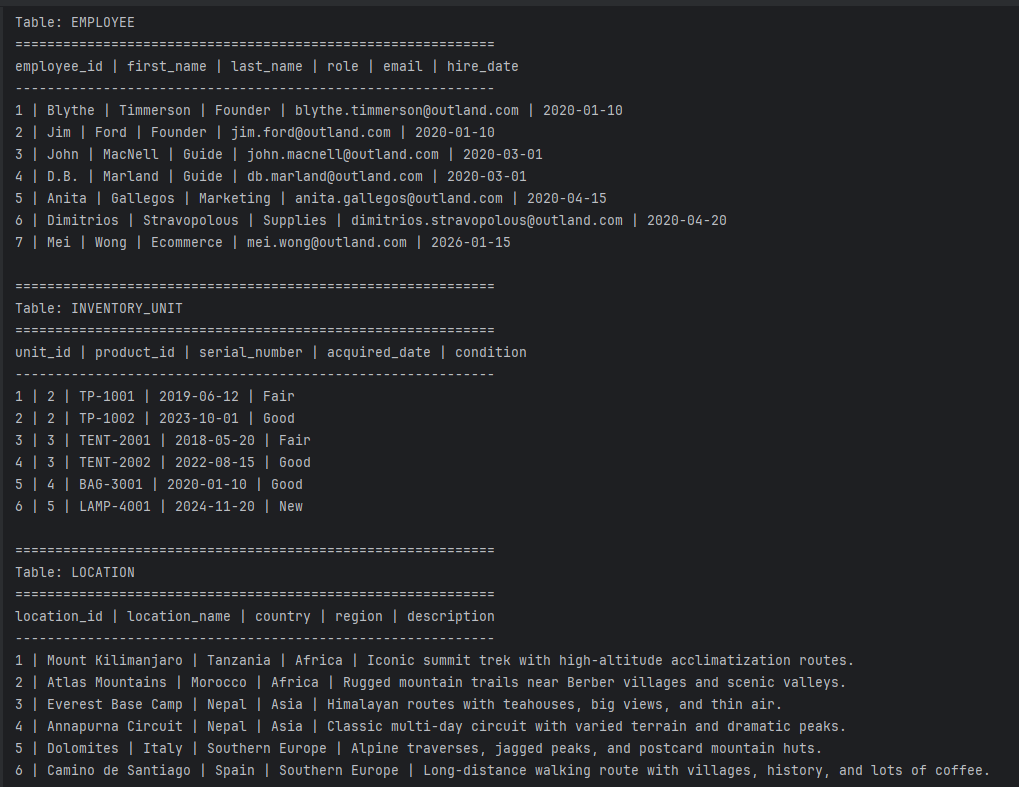 Table: EMPLOYEE
============================================================
employee_id | first_name | last_name | role | email | hire_date
------------------------------------------------------------
1 | Blythe | Timmerson | Founder | blythe.timmerson@outland.com | 2020-01-10
2 | Jim | Ford | Founder | jim.ford@outland.com | 2020-01-10
3 | John | MacNell | Guide | john.macnell@outland.com | 2020-03-01
4 | D.B. | Marland | Guide | db.marland@outland.com | 2020-03-01
5 | Anita | Gallegos | Marketing | anita.gallegos@outland.com | 2020-04-15
6 | Dimitrios | Stravopolous | Supplies | dimitrios.stravopolous@outland.com | 2020-04-20
7 | Mei | Wong | Ecommerce | mei.wong@outland.com | 2026-01-15
============================================================
Table: INVENTORY_UNIT
============================================================
unit_id | product_id | serial_number | acquired_date | condition
------------------------------------------------------------
1 | 2 | TP-1001 | 2019-06-12 | Fair
2 | 2 | TP-1002 | 2023-10-01 | Good
3 | 3 | TENT-2001 | 2018-05-20 | Fair
4 | 3 | TENT-2002 | 2022-08-15 | Good
5 | 4 | BAG-3001 | 2020-01-10 | Good
6 | 5 | LAMP-4001 | 2024-11-20 | New
============================================================
Table: LOCATION
============================================================
location_id | location_name | country | region | description
------------------------------------------------------------
1 | Mount Kilimanjaro | Tanzania | Africa | Iconic summit trek with high-altitude acclimatization routes.
2 | Atlas Mountains | Morocco | Africa | Rugged mountain trails near Berber villages and scenic valleys.
3 | Everest Base Camp | Nepal | Asia | Himalayan routes with teahouses, big views, and thin air.
4 | Annapurna Circuit | Nepal | Asia | Classic multi-day circuit with varied terrain and dramatic peaks.
5 | Dolomites | Italy | Southern Europe | Alpine traverses, jagged peaks, and postcard mountain huts.
6 | Camino de Santiago | Spain | Southern Europe | Long-distance walking route with villages, history, and lots of coffee.